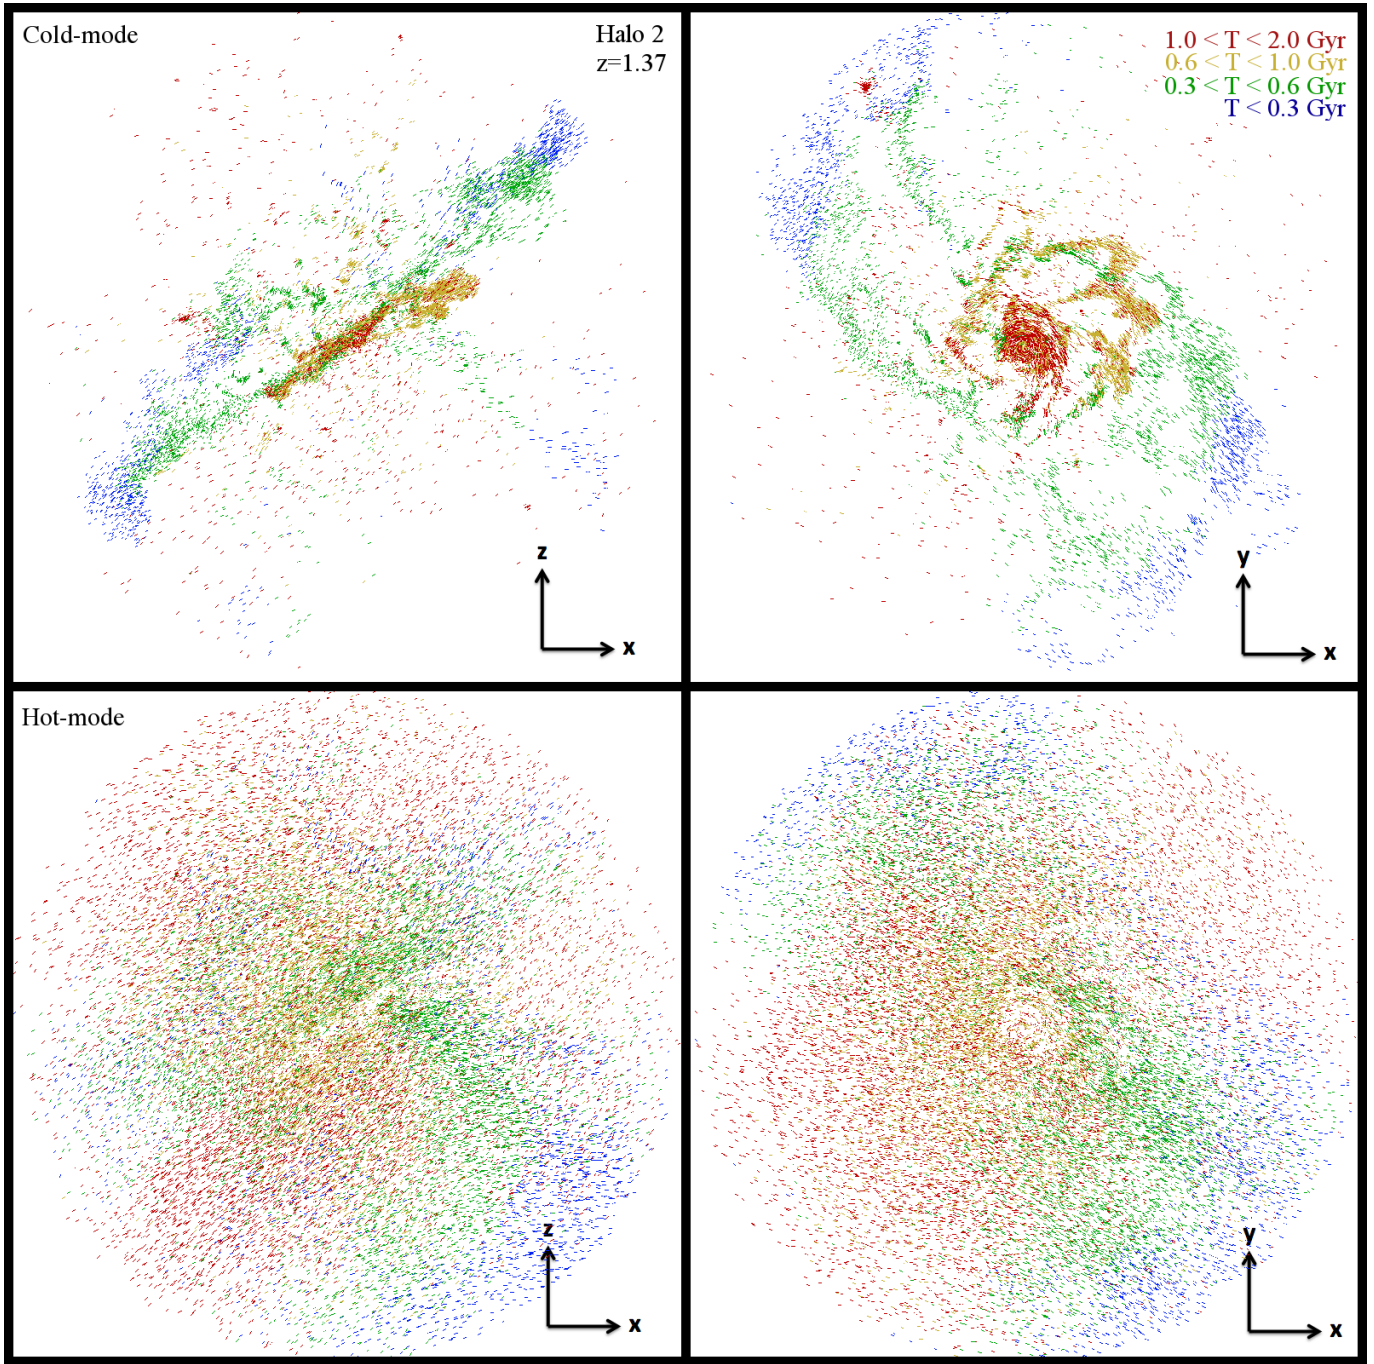 Cold-mode
Halo 2
z=1.37
z
x
1.0 < T < 2.0 Gyr
0.6 < T < 1.0 Gyr
0.3 < T < 0.6 Gyr
T < 0.3 Gyr
y
x
Hot-mode
z
x
y
x